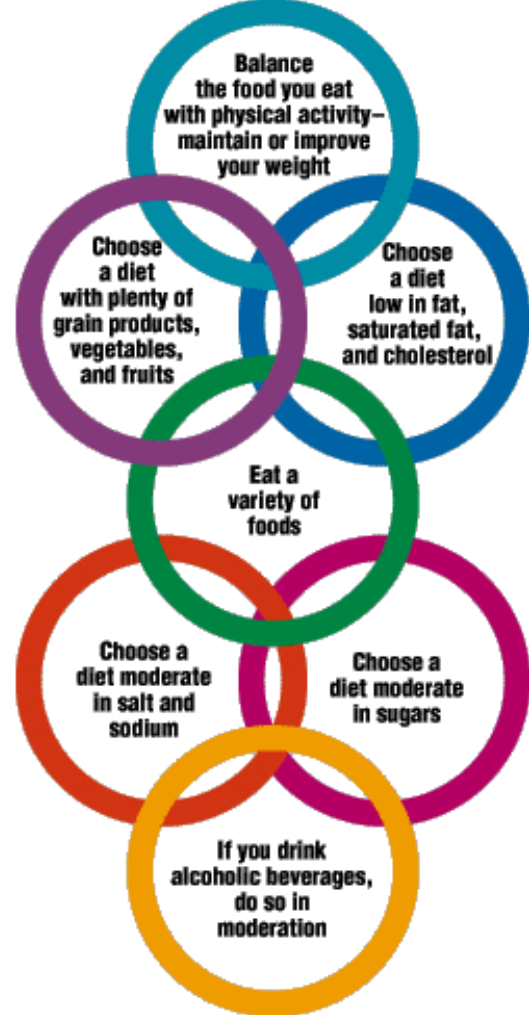 Balance
the food you eat
with physical activity–
maintain or improve
your weight
Choose
a diet
with plenty of
grain products,
vegetables,
and fruits
Choose
a diet
low in fat,
saturated fat,
and cholesterol
Eat a
variety of
foods
Choose a
diet moderate
in salt and
sodium
Choose a
diet moderate
in sugars
If you drink
alcoholic beverages,
do so in
moderation